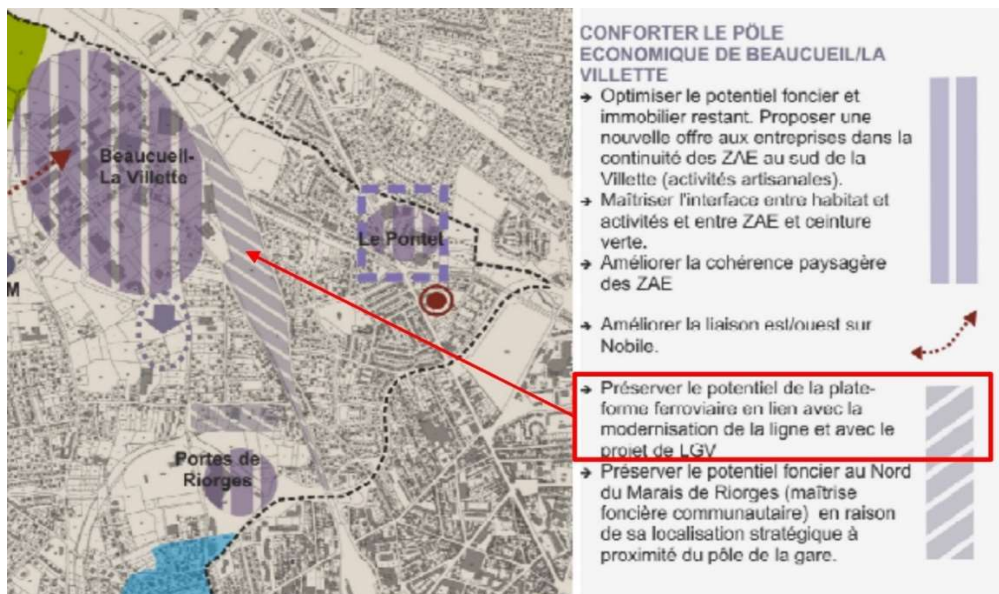 Beaucueil-
La Villette
Le Pontel
M
Portes de
Riorges
CONFORTER LE PÖLE
ECONOMIQUE DE BEAUCUEIL/LA
VILLETTE
→ Optimiser le potentiel foncier et
immobilier restant. Proposer une
nouvelle offre aux entreprises dans la
continuité des ZAE au sud de la
Villette (activités artisanales).
→ Maîtriser l'interface entre habitat et
activités et entre ZAE et ceinture
verte.
→ Améliorer la cohérence paysagère
des ZAE
→ Améliorer la liaison est/ouest sur
Nobile.
→ Préserver le potentiel de la plate-
forme ferroviaire en lien avec la
modernisation de la ligne et avec le
projet de LGV
→ Préserver le potentiel foncier au Nord
du Marais de Riorges (maîtrise
foncière communautaire) en raison
de sa localisation stratégique à
proximité du pôle de la gare.